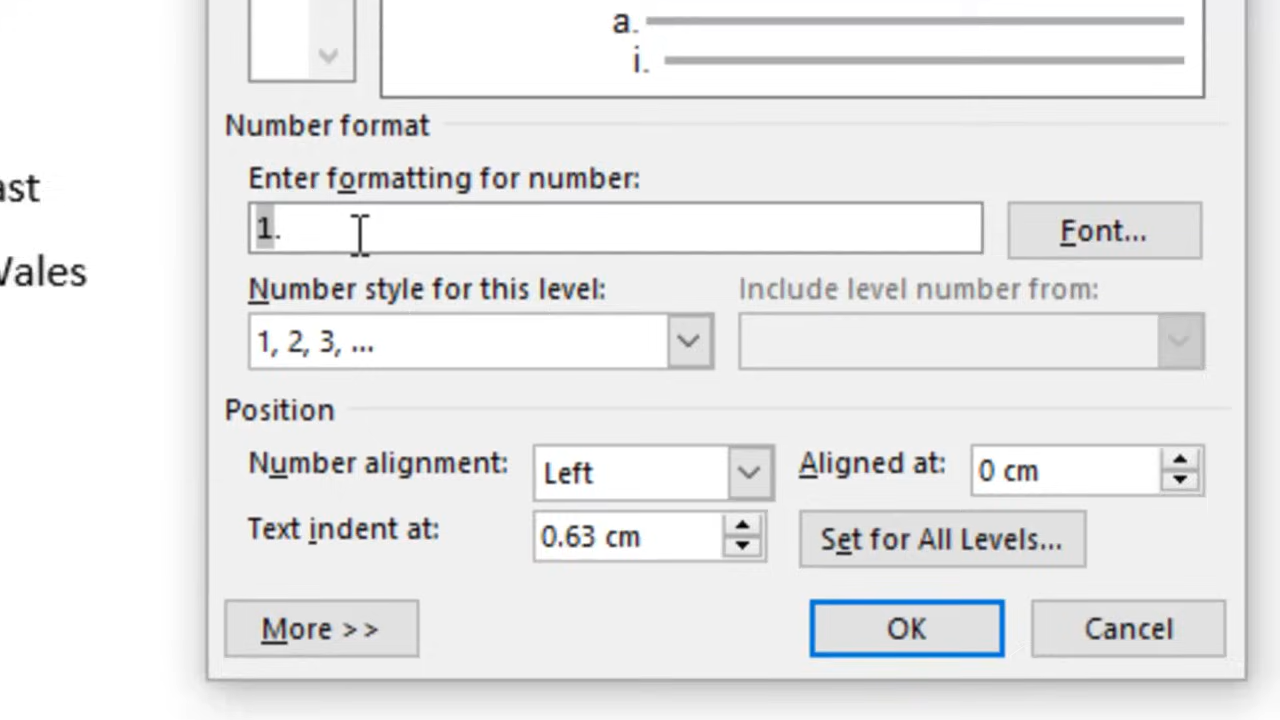 a.
i.
Number format
ast
Enter formatting for number:
1.
Font...
Wales
Number style for this level:
Include level number from:
1, 2, 3, ...
Position
Number alignment:
Left
Aligned at:
0 cm
Text indent at:
0.63 cm
Set for All Levels...
More >>
OK
Cancel